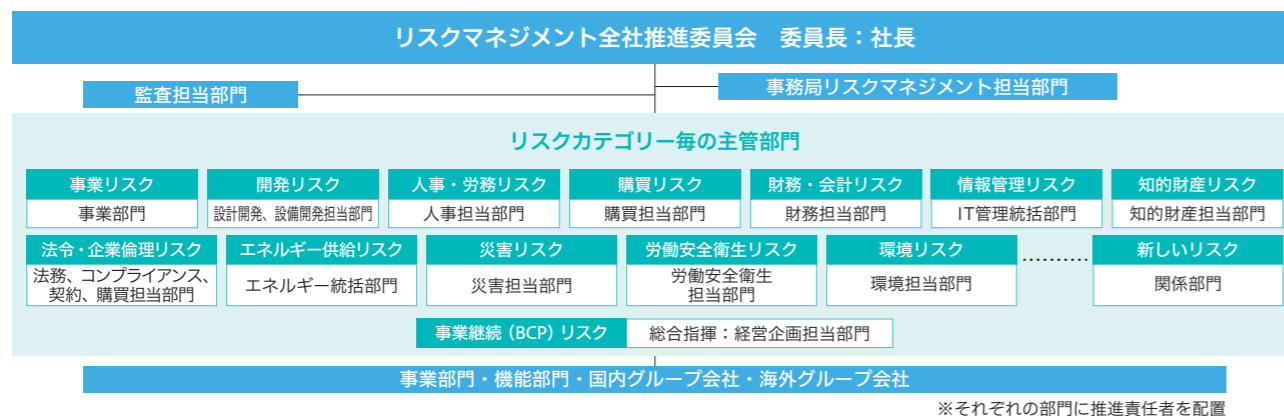 リスクマネジメント全社推進委員会　委員長：社長
監査担当部門
事務局リスクマネジメント担当部門
リスクカテゴリー毎の主管部門
事業リスク
事業部門
開発リスク
設計開発、設備開発担当部門
人事・労務リスク
人事担当部門
購買リスク
購買担当部門
財務・会計リスク
財務担当部門
情報管理リスク
IT管理統括部門
知的財産リスク
知的財産担当部門
法令・企業倫理リスク
法務、コンプライアンス、
契約、購買担当部門
エネルギー供給リスク
エネルギー統括部門
災害リスク
災害担当部門
労働安全衛生リスク
労働安全衛生
担当部門
環境リスク
環境担当部門
‥‥‥‥‥
新しいリスク
関係部門
事業継続（BCP）リスク
総合指揮：経営企画担当部門
事業部門・機能部門・国内グループ会社・海外グループ会社
※それぞれの部門に推進責任者を配置